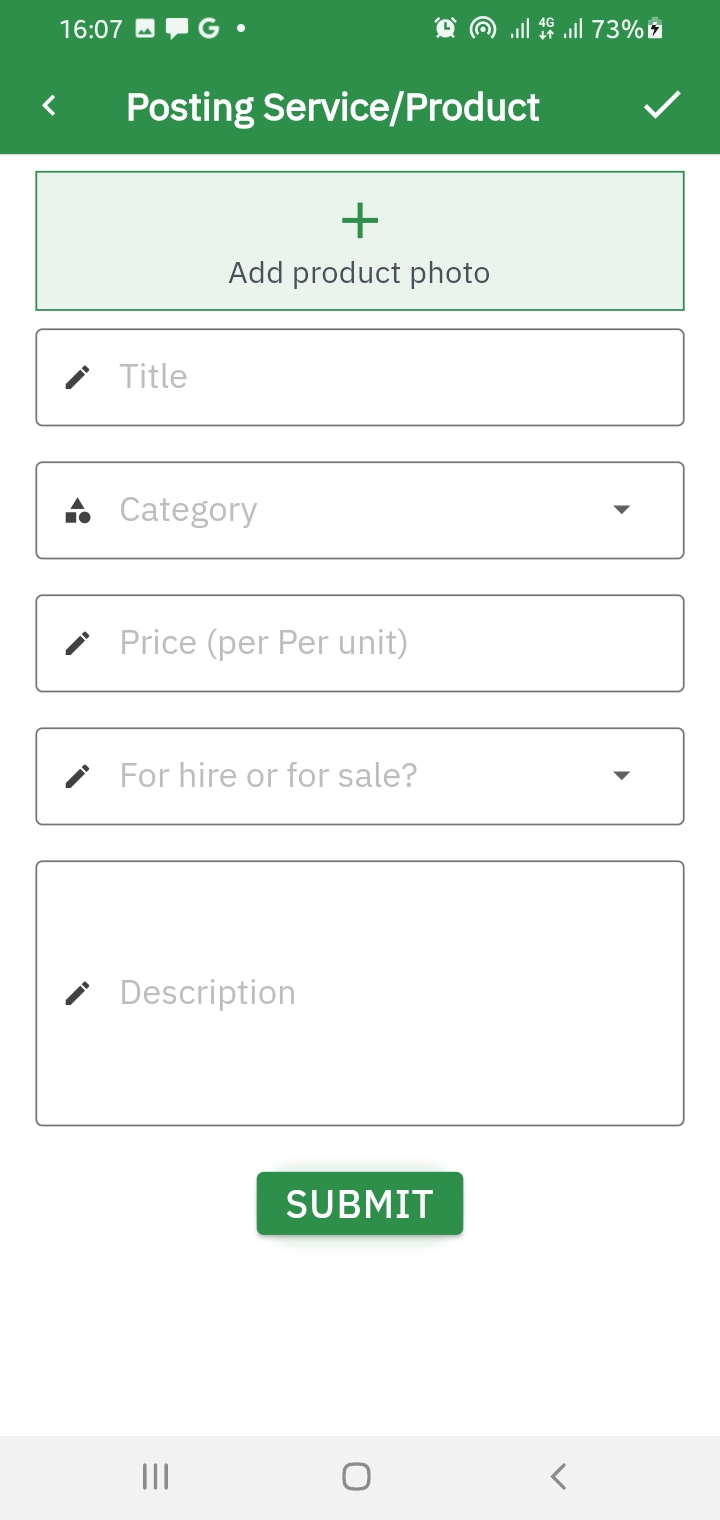 16:07 G 4G 73%
Posting Service/Product
Add product photo
Title
Category
Price (per Per unit)
For hire or for sale?
Description
SUBMIT